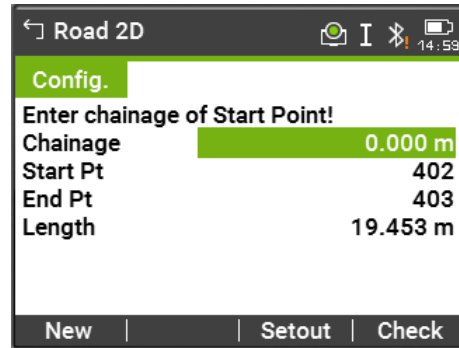 Road 2D I 14:59
Config.
Enter chainage of Start Point!
Chainage 0.000 m
Start Pt 402
End Pt 403
Length 19.453 m
New | | Setout | Check